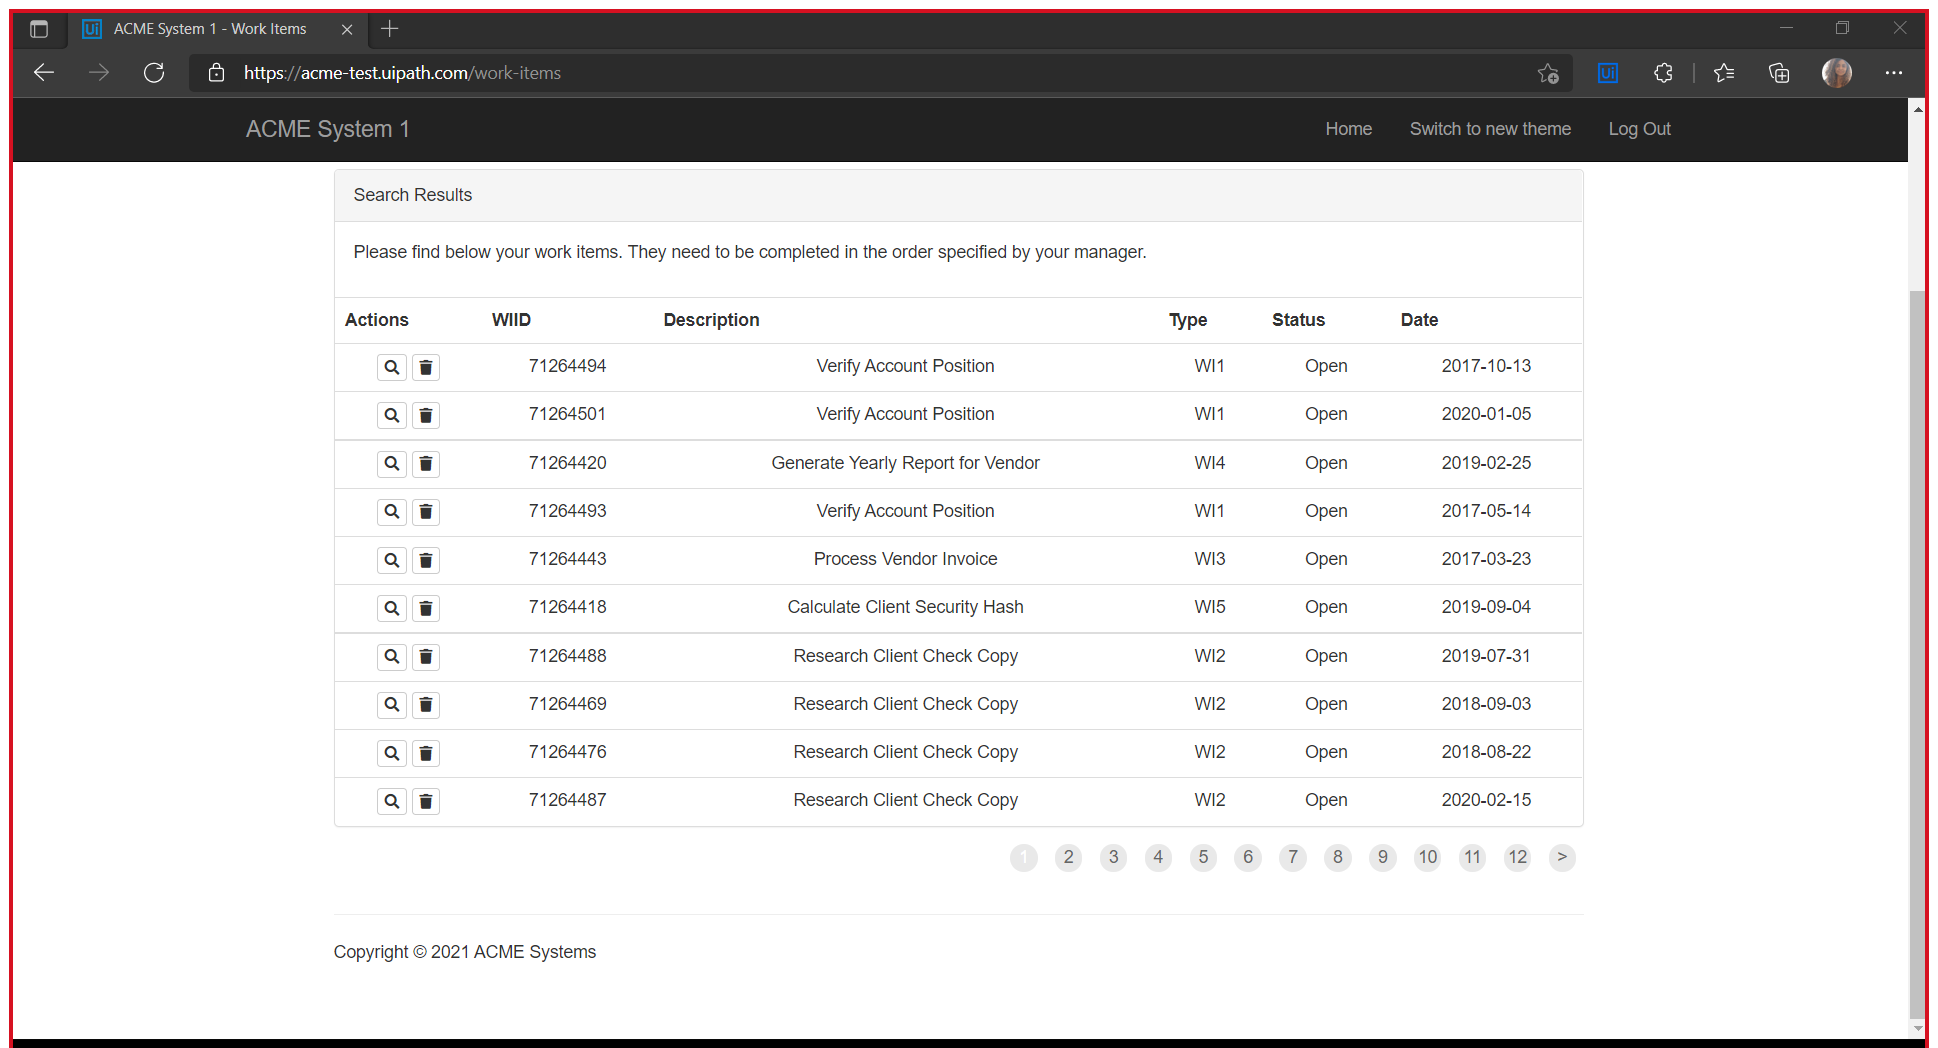 Ui ACME System 1 - Work Items
https://acme-test.uipath.com/work-items
Ui
ACME System 1 Home Switch to new theme Log Out
Search Results
Please find below your work items. They need to be completed in the order specified by your manager.
Actions WIID Description Type Status Date
71264494 Verify Account Position WI1 Open 2017-10-13
71264501 Verify Account Position WI1 Open 2020-01-05
71264420 Generate Yearly Report for Vendor WI4 Open 2019-02-25
71264493 Verify Account Position WI1 Open 2017-05-14
71264443 Process Vendor Invoice WI3 Open 2017-03-23
71264418 Calculate Client Security Hash WI5 Open 2019-09-04
71264488 Research Client Check Copy WI2 Open 2019-07-31
71264469 Research Client Check Copy WI2 Open 2018-09-03
71264476 Research Client Check Copy WI2 Open 2018-08-22
71264487 Research Client Check Copy WI2 Open 2020-02-15
1 2 3 4 5 6 7 8 9 10 11 12 >
Copyright © 2021 ACME Systems